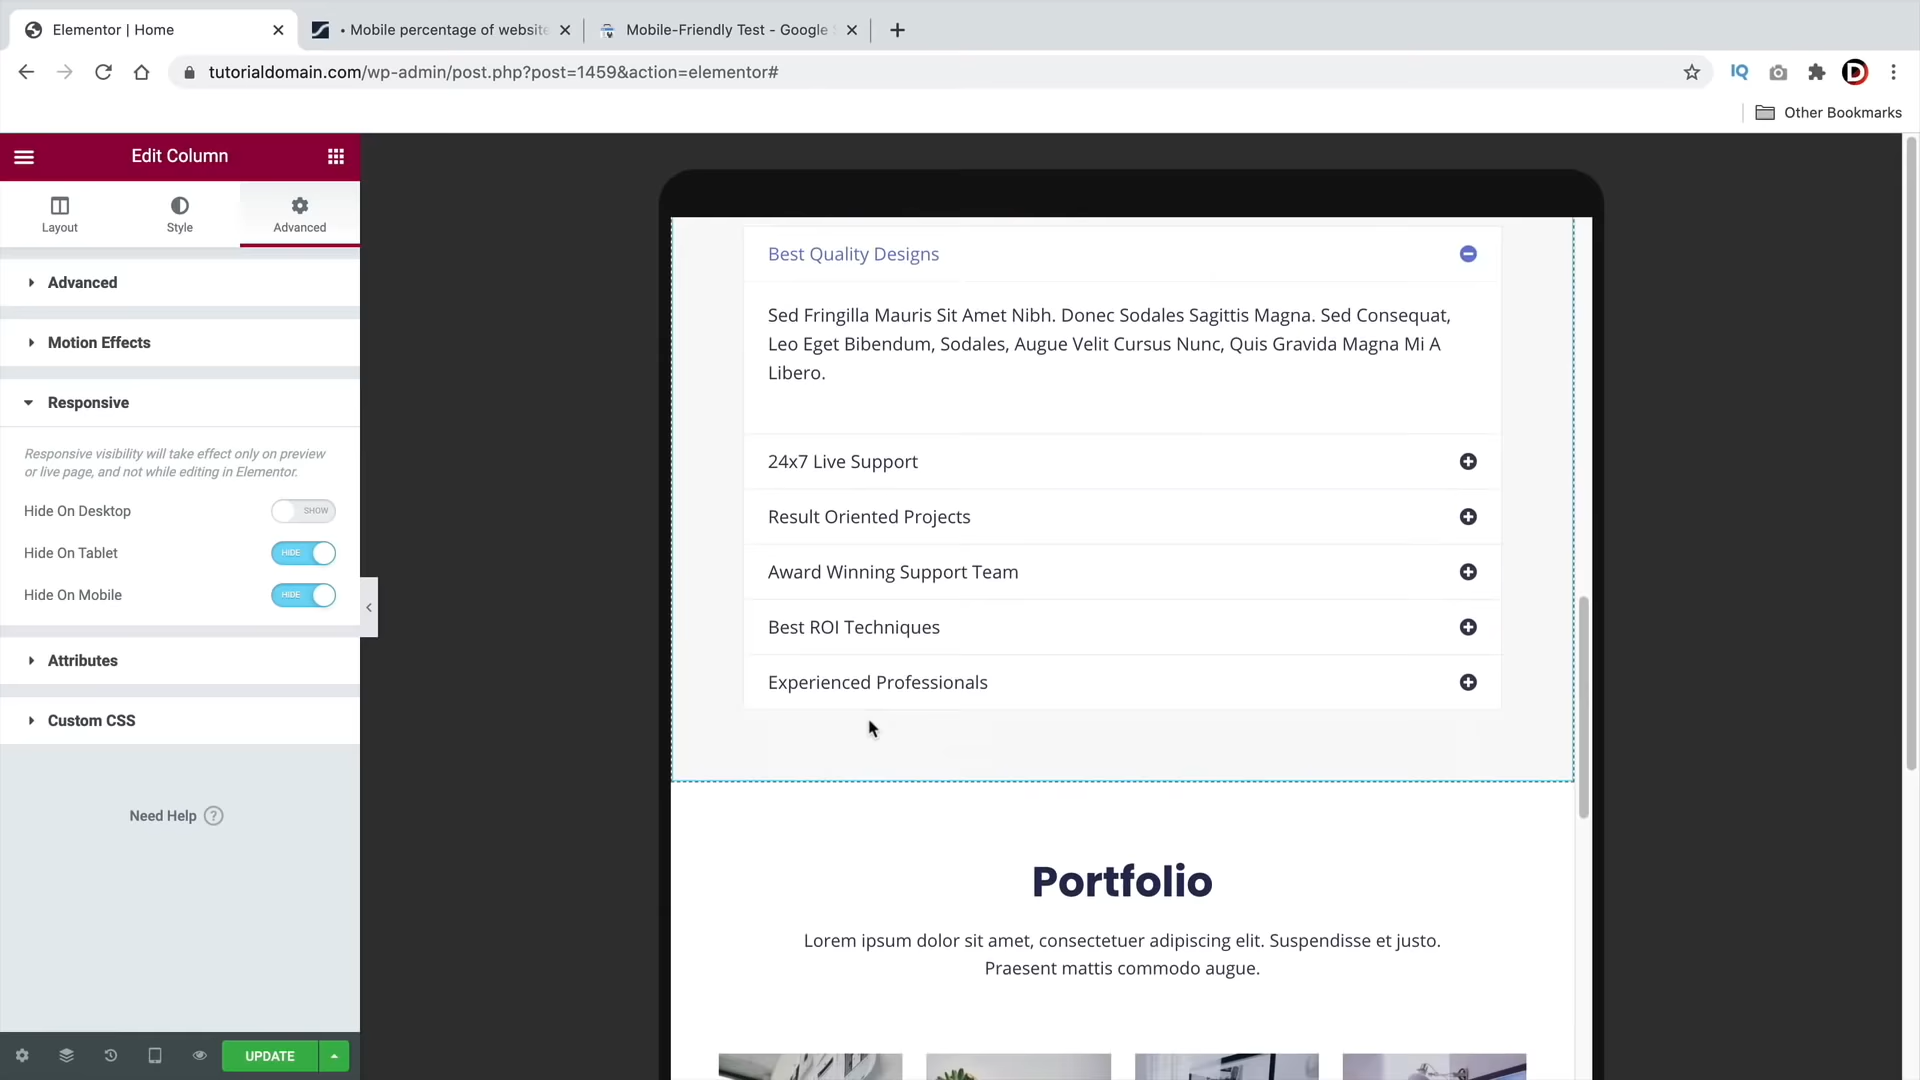 Elementor | Home
• Mobile percentage of website
Mobile-Friendly Test - Google
tutorialdomain.com/wp-admin/post.php?post=1459&action=elementor#
IQ
D
Other Bookmarks
Edit Column
Layout
Style
Advanced
Advanced
Motion Effects
Responsive
Responsive visibility will take effect only on preview
or live page, and not while editing in Elementor.
Hide On Desktop
SHOW
Hide On Tablet
HIDE
Hide On Mobile
HIDE
Attributes
Custom CSS
Need Help ?
UPDATE
Best Quality Designs
Sed Fringilla Mauris Sit Amet Nibh. Donec Sodales Sagittis Magna. Sed Consequat,
Leo Eget Bibendum, Sodales, Augue Velit Cursus Nunc, Quis Gravida Magna Mi A
Libero.
24x7 Live Support
Result Oriented Projects
Award Winning Support Team
Best ROI Techniques
Experienced Professionals
Portfolio
Lorem ipsum dolor sit amet, consectetuer adipiscing elit. Suspendisse et justo.
Praesent mattis commodo augue.